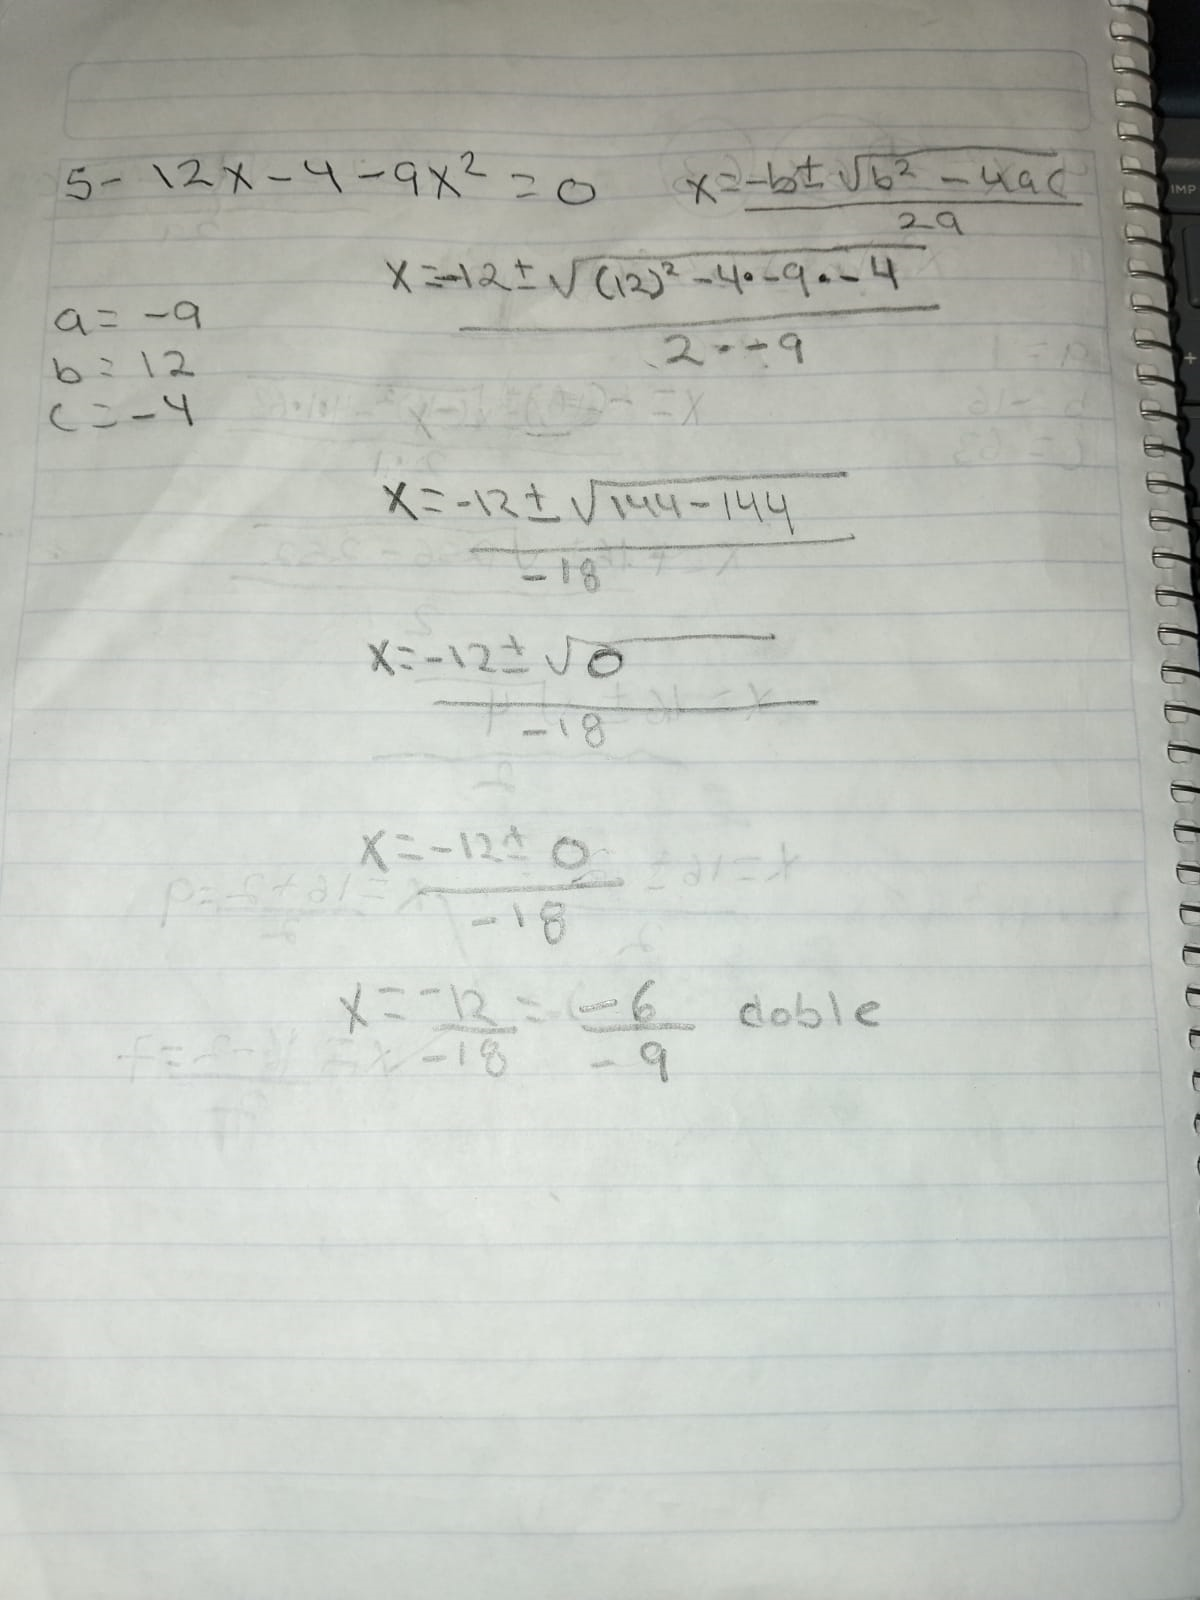 5- 12x-4-9x² =0
x=-b±√b² -4ac
2a
x=-12±√(12)²-4·-9·-4
2·-9
a= -9
b= 12
c= -4
x=-12±√144-144
-18
x=-12±√0
-18
x=-12± 0
-18
x= -12 = -6 doble
-18 -9
IMP